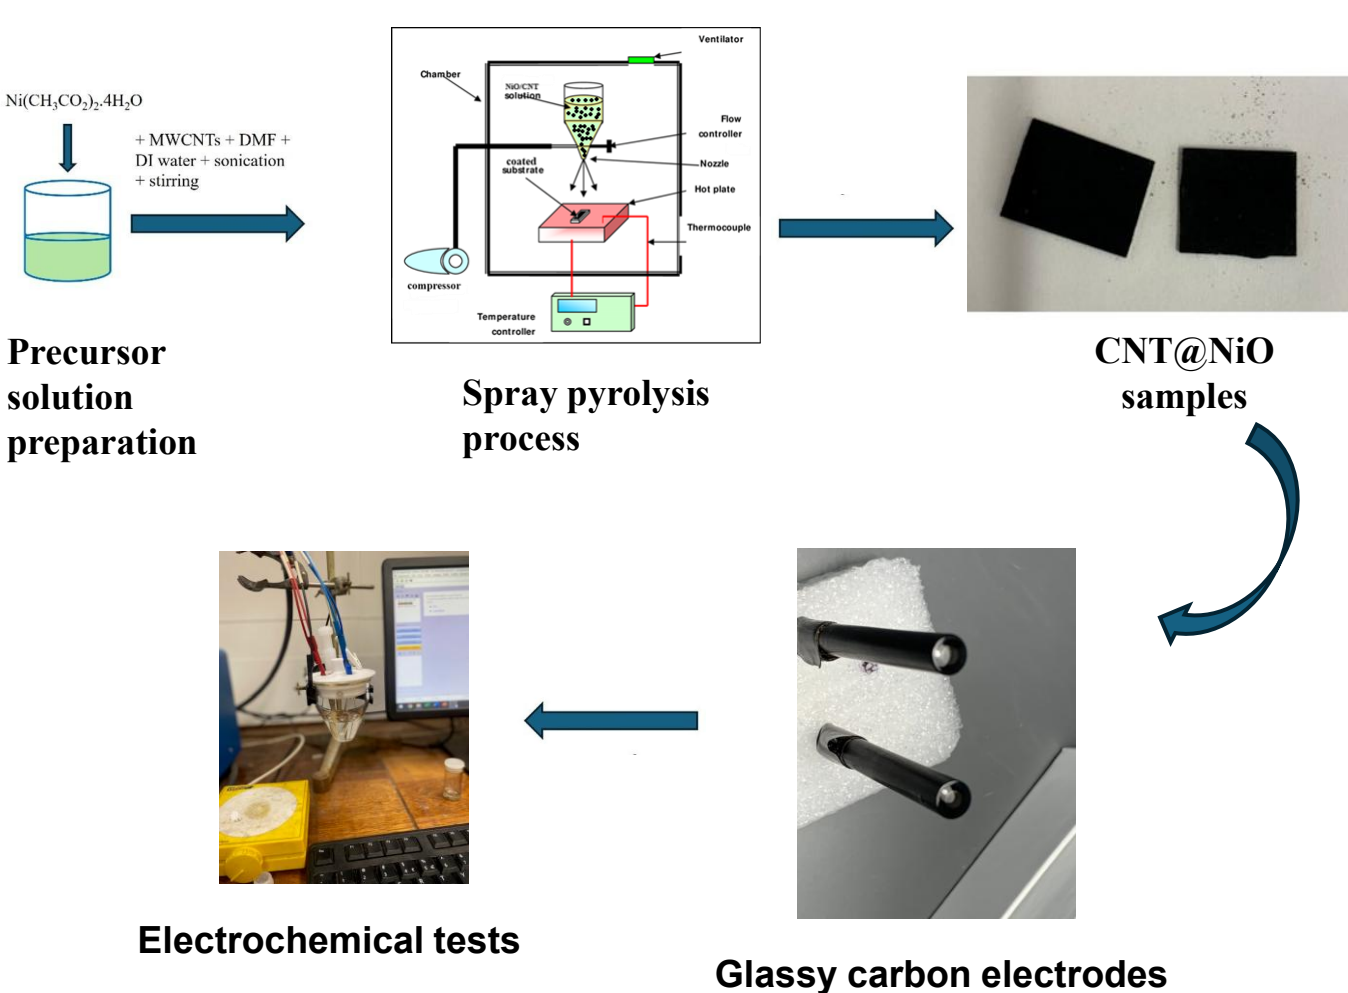 Ni(CH₃CO₂)₂.4H₂O
+ MWCNTs + DMF +
DI water + sonication
+ stirring
Precursor
solution
preparation
Ventilator
Chamber
NiO/CNT
solution
Flow
controller
coated
substrate
Nozzle
Hot plate
Thermocouple
compressor
Temperature
controller
Spray pyrolysis
process
CNT@NiO
samples
Glassy carbon electrodes
Electrochemical tests